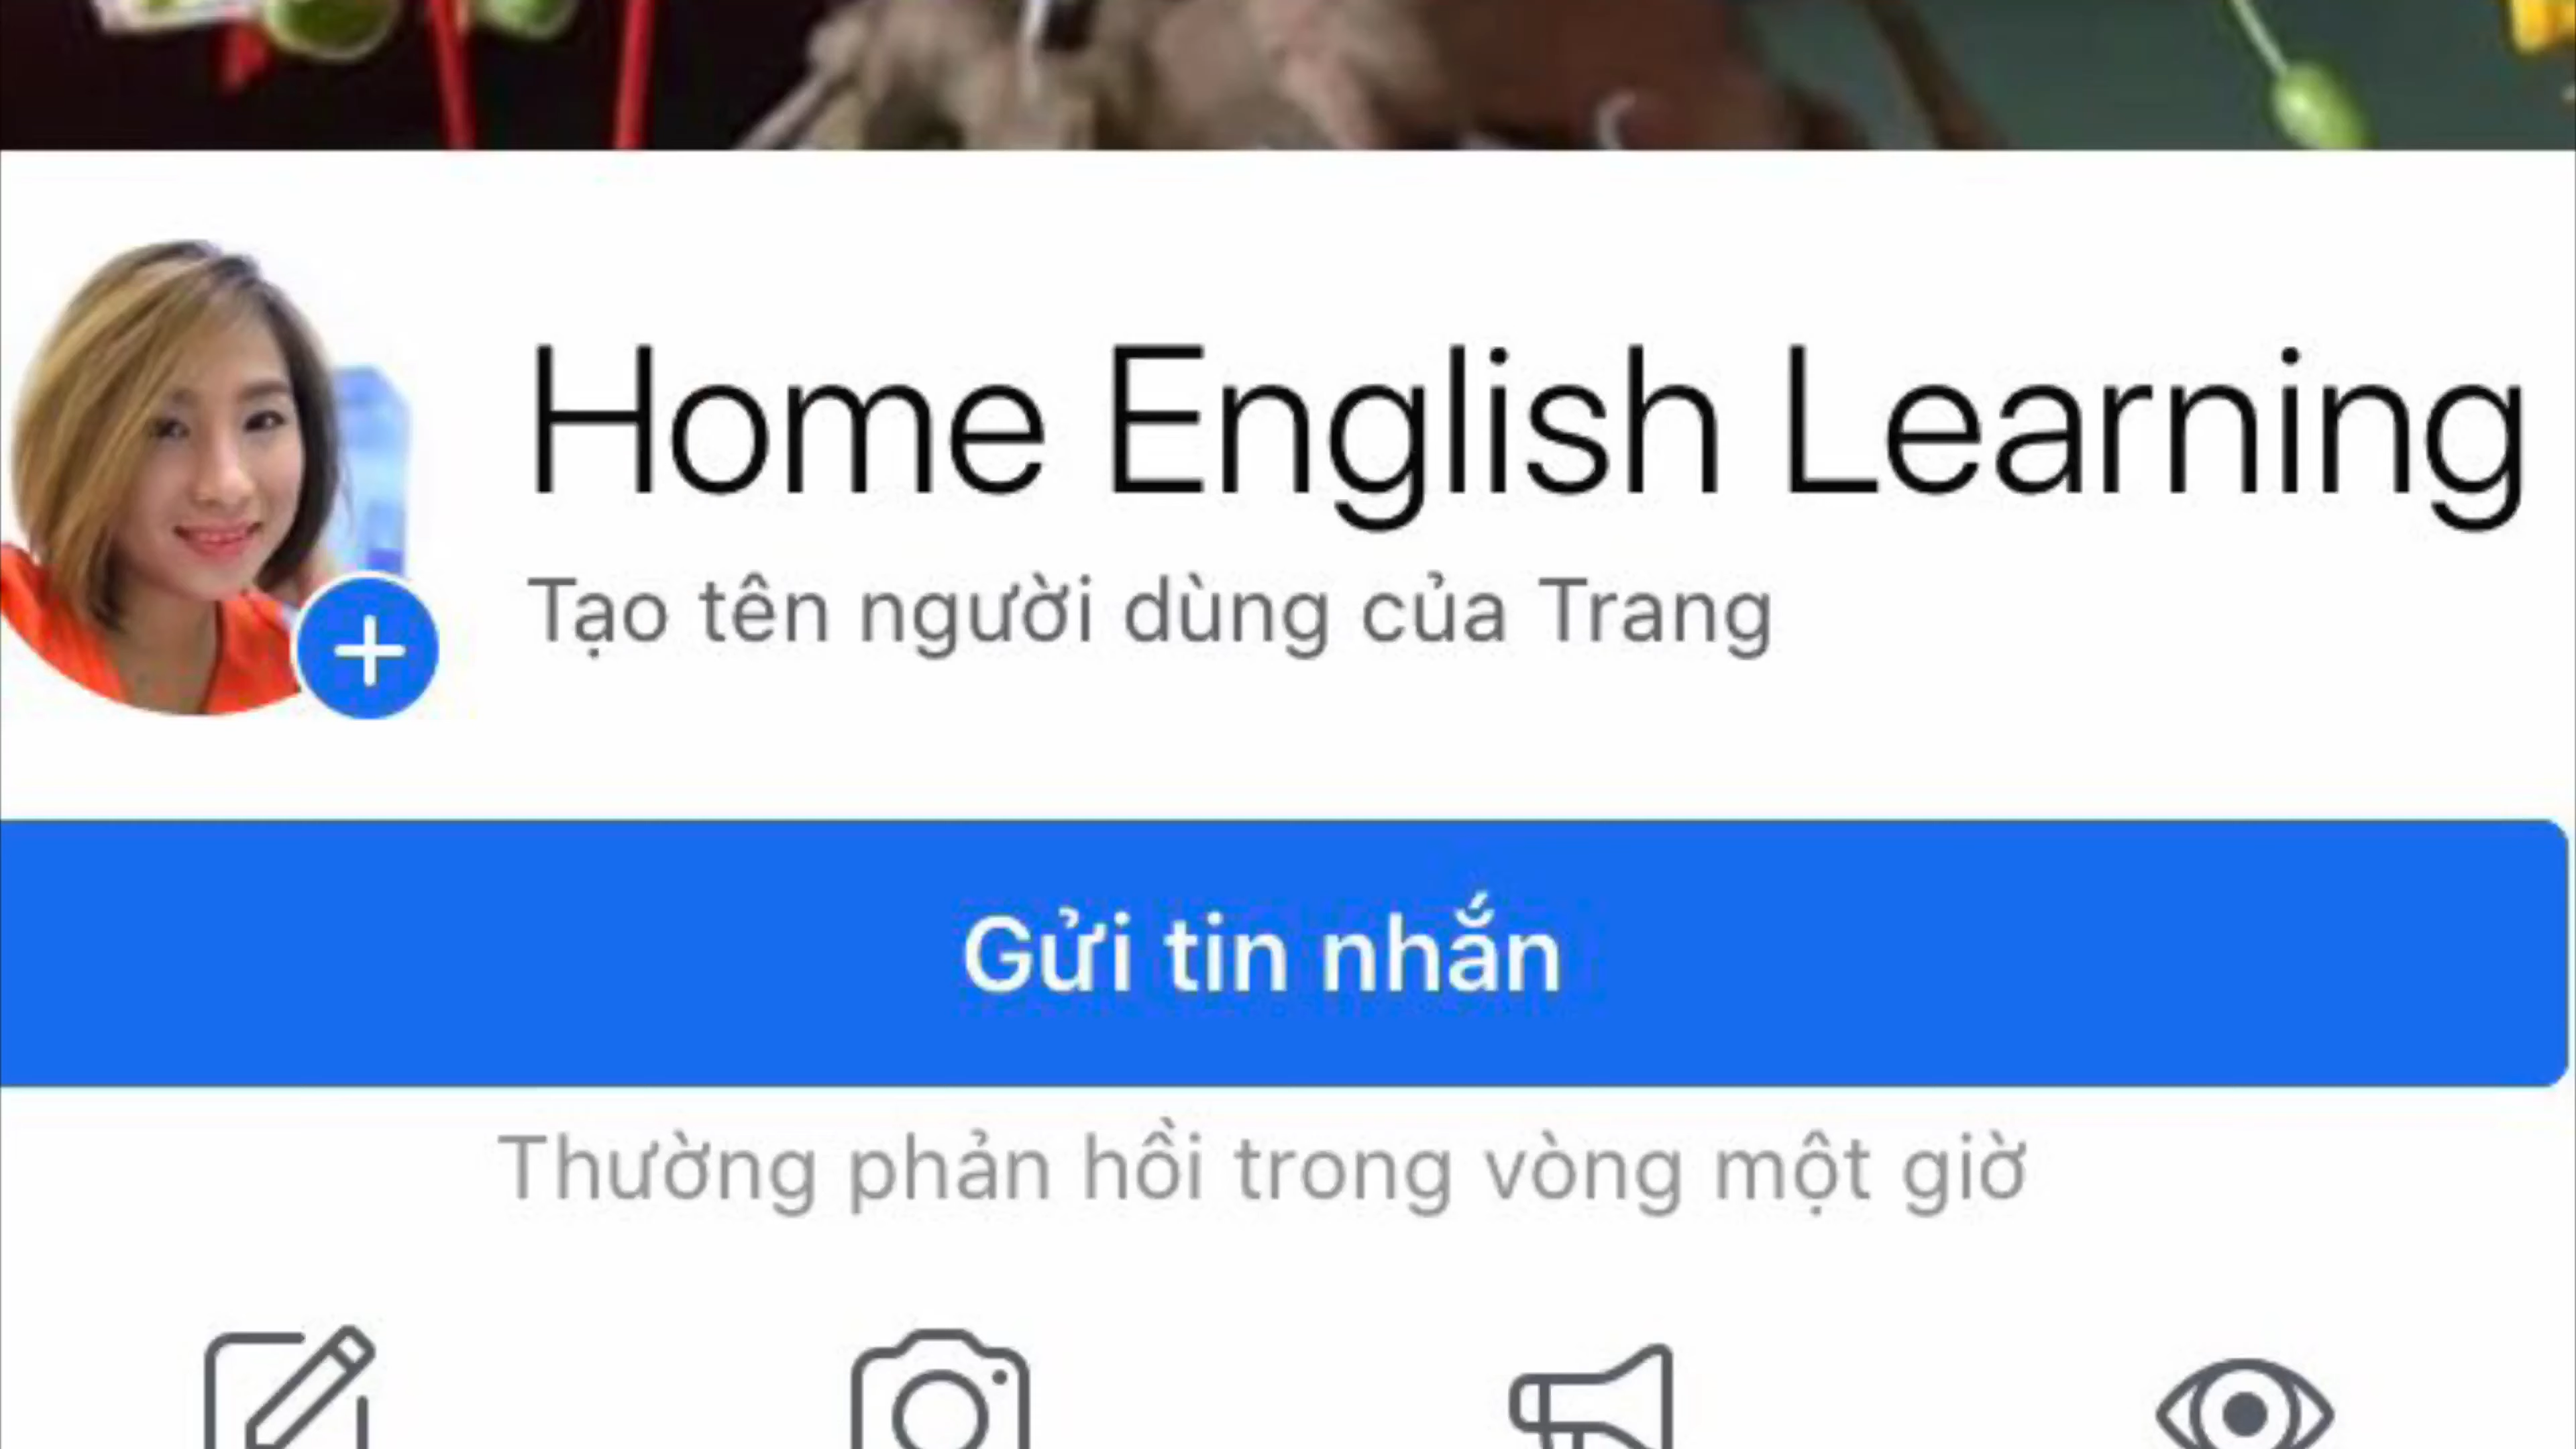 Home English Learning
Tạo tên người dùng của Trang
Gửi tin nhắn
Thường phản hồi trong vòng một giờ